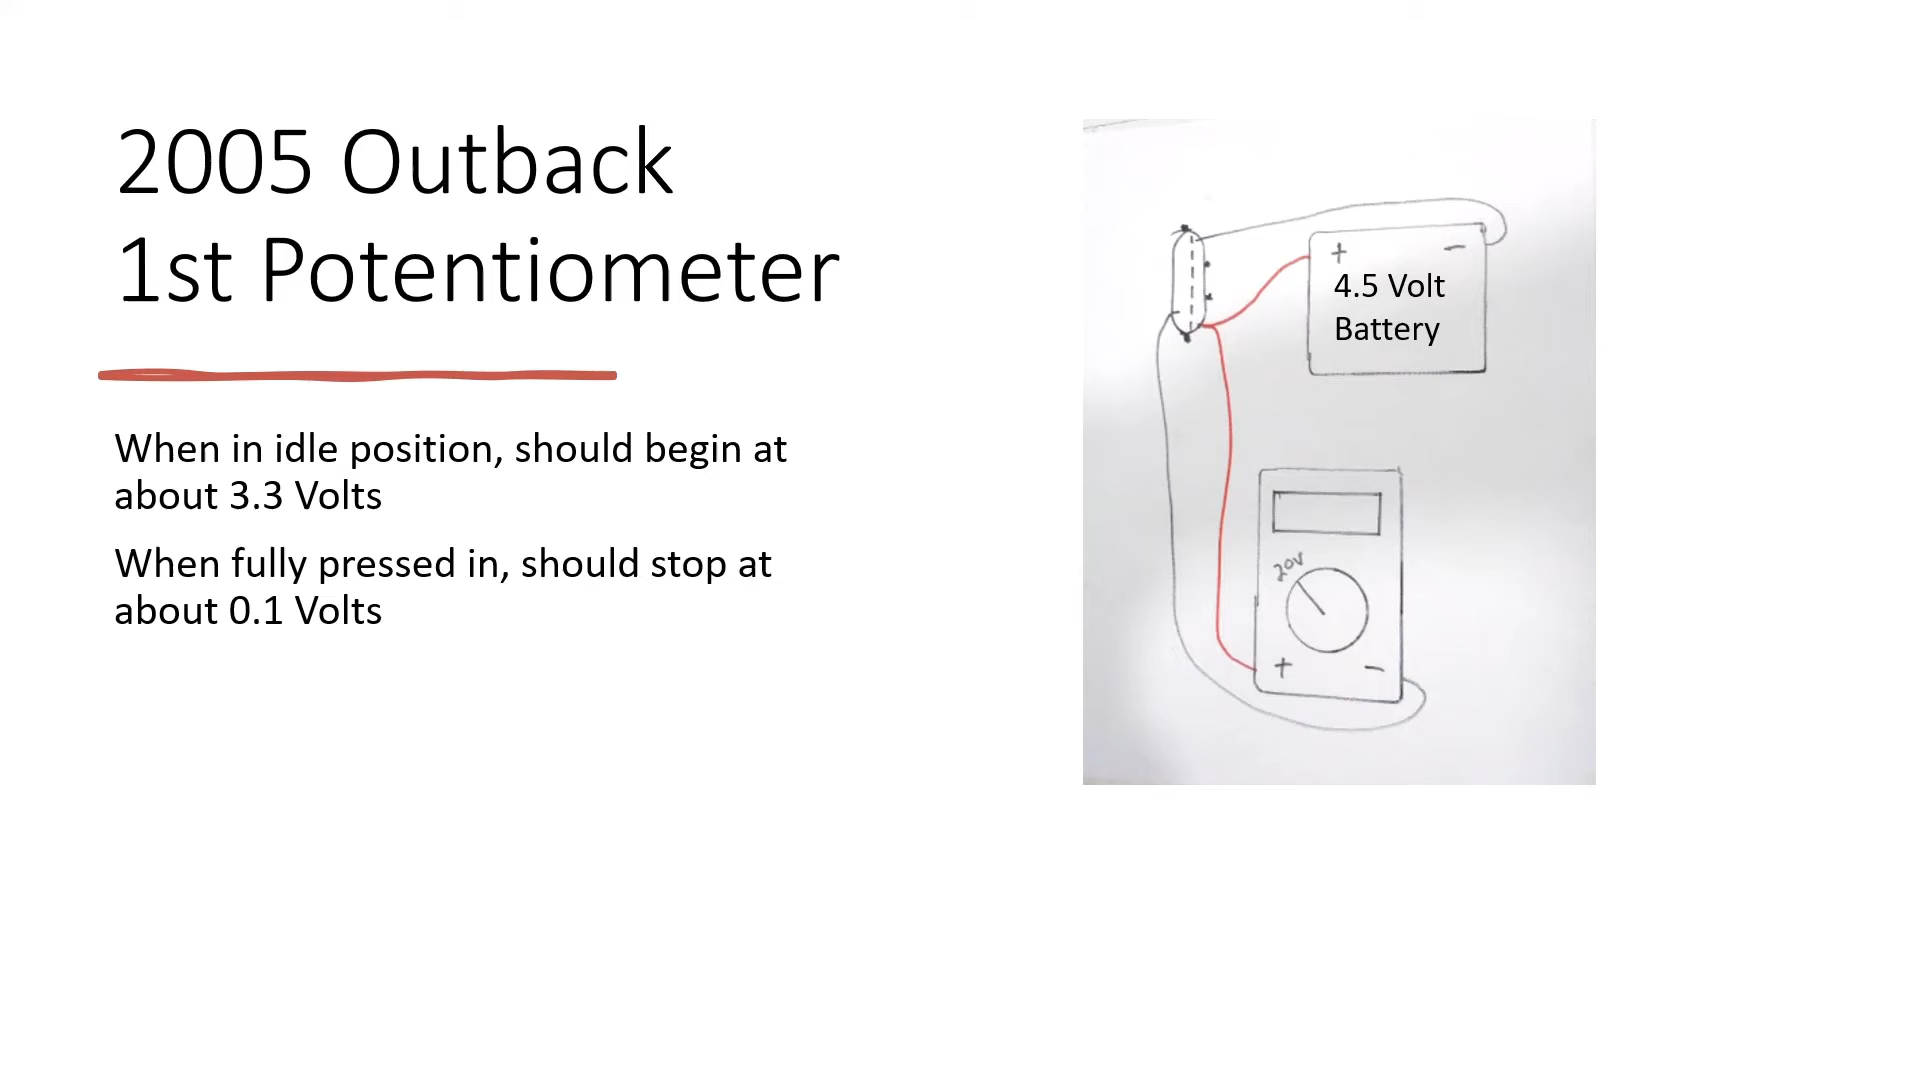 2005 Outback
1st Potentiometer
When in idle position, should begin at
about 3.3 Volts
When fully pressed in, should stop at
about 0.1 Volts
+ −
4.5 Volt
Battery
20V
+ −